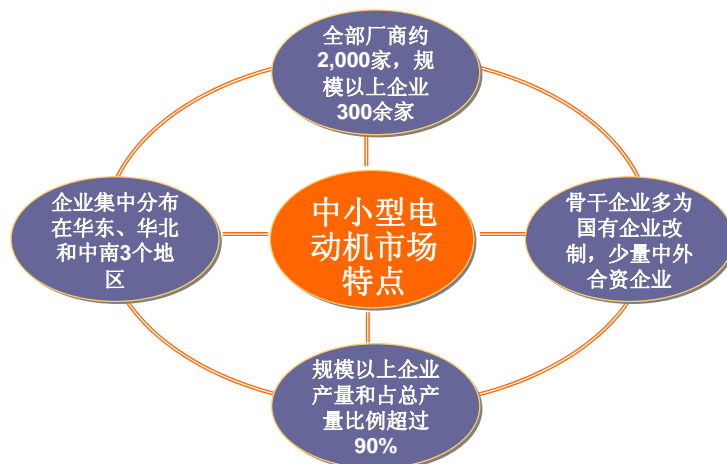 全部厂商约
2,000家，规
模以上企业
300余家
企业集中分布
在华东、华北
和中南3个地
区
中小型电
动机市场
特点
骨干企业多为
国有企业改
制，少量中外
合资企业
规模以上企业
产量和占总产
量比例超过
90%